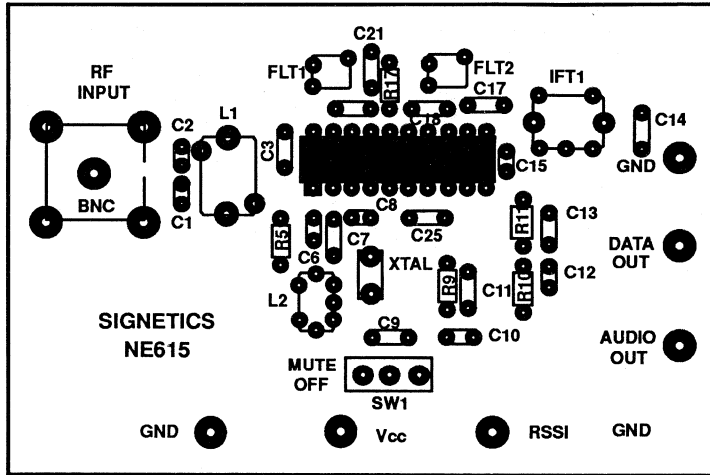 C21
FLT1
R17
FLT2
IFT1
RF
INPUT
C17
L1
C2
C18
C14
C3
C15
GND
BNC
C1
C8
R5
C7
C25
R11
C13
C6
XTAL
DATA
OUT
L2
R9
C11
R10
C12
SIGNETICS
NE615
C9
C10
AUDIO
OUT
MUTE
OFF
SW1
GND
Vcc
RSSI
GND